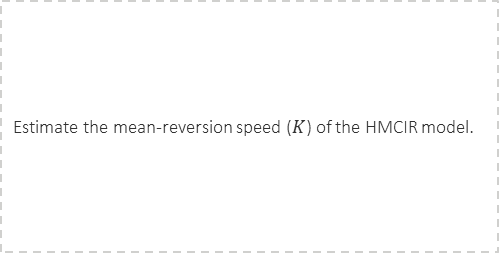 Estimate the mean-reversion speed (K) of the HMCIR model.